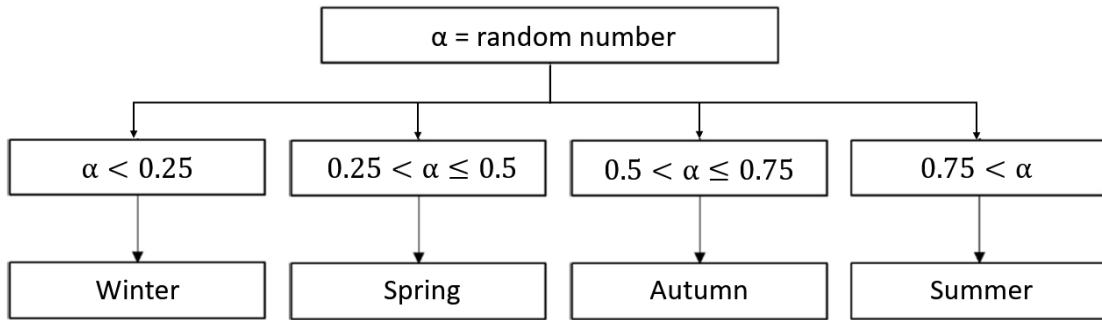 α = random number
α < 0.25
0.25 < α ≤ 0.5
0.5 < α ≤ 0.75
0.75 < α
Winter
Spring
Autumn
Summer